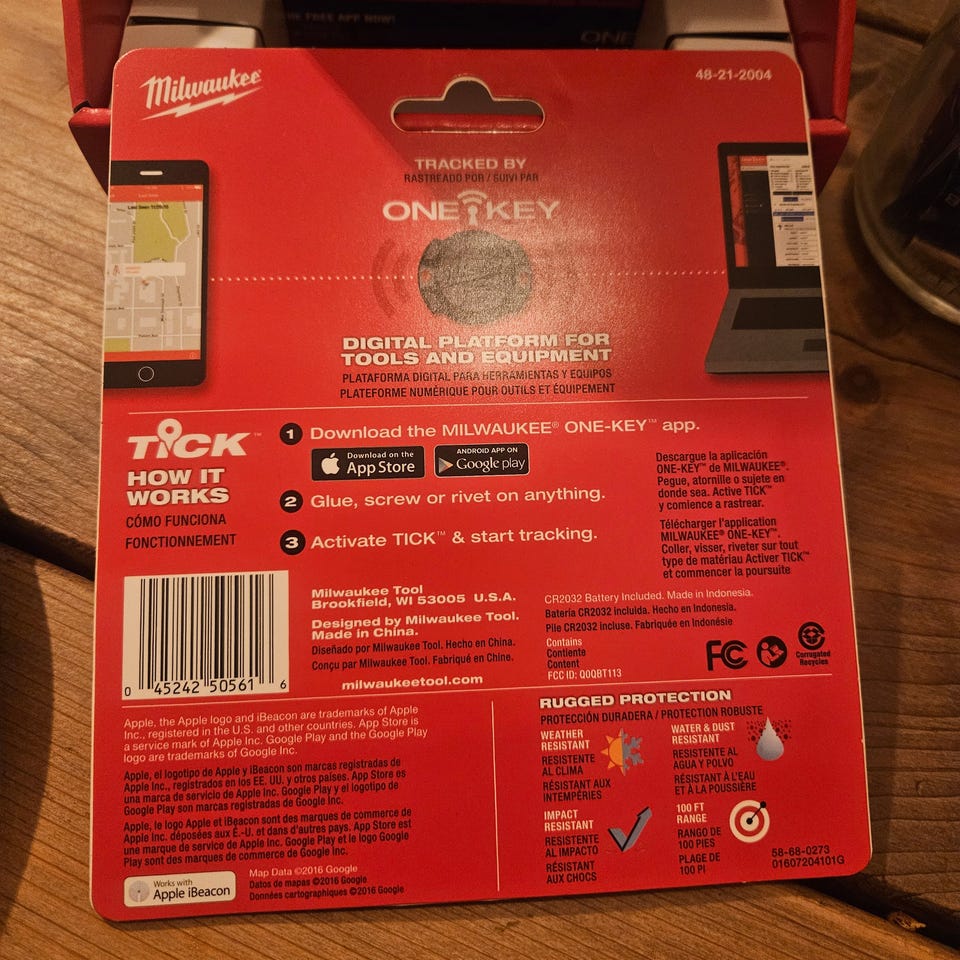 THE FREE APP NOW!
ONE
Milwaukee
48-21-2004
TRACKED BY
RASTREADO POR / SUIVI PAR
ONE KEY™
DIGITAL PLATFORM FOR
TOOLS AND EQUIPMENT
PLATAFORMA DIGITAL PARA HERRAMIENTAS Y EQUIPOS
PLATEFORME NUMÉRIQUE POUR OUTILS ET ÉQUIPEMENT
TICK™
HOW IT
WORKS
CÓMO FUNCIONA
FONCTIONNEMENT
1 Download the MILWAUKEE® ONE-KEY™ app.
Download on the
App Store
ANDROID APP ON
Google play
2 Glue, screw or rivet on anything.
3 Activate TICK™ & start tracking.
Descargue la aplicación
ONE-KEY™ de MILWAUKEE®.
Pegue, atornille o sujete en
donde sea. Active TICK™
y comience a rastrear.
Télécharger l'application
MILWAUKEE® ONE-KEY™.
Coller, visser, riveter sur tout
type de matériau Activer TICK™
et commencer la poursuite
0 45242 50561 6
Milwaukee Tool
Brookfield, WI 53005 U.S.A.
Designed by Milwaukee Tool.
Made in China.
Diseñado por Milwaukee Tool. Hecho en China.
Conçu par Milwaukee Tool. Fabriqué en Chine.
milwaukeetool.com
CR2032 Battery Included. Made in Indonesia.
Batería CR2032 incluida. Hecho en Indonesia.
Pile CR2032 incluse. Fabriquée en Indonésie
Contains
Contiente
Content
FCC ID: QOQBT113
FC
Corrugated
Recycles
Apple, the Apple logo and iBeacon are trademarks of Apple
Inc., registered in the U.S. and other countries. App Store is
a service mark of Apple Inc. Google Play and the Google Play
logo are trademarks of Google Inc.
Apple, el logotipo de Apple y iBeacon son marcas registradas de
Apple Inc., registrados en los EE. UU. y otros países. App Store es
una marca de servicio de Apple Inc. Google Play y el logotipo de
Google Play son marcas registradas de Google Inc.
Apple, le logo Apple et iBeacon sont des marques de commerce de
Apple Inc. déposées aux É.-U. et dans d'autres pays. App Store est
une marque de service de Apple Inc. Google Play et le logo Google
Play sont des marques de commerce de Google Inc.
Works with
Apple iBeacon
Map Data ©2016 Google
Datos de mapas ©2016 Google
Données cartographiques ©2016 Google
RUGGED PROTECTION
PROTECCIÓN DURADERA / PROTECTION ROBUSTE
WEATHER
RESISTANT
RESISTENTE
AL CLIMA
RÉSISTANT AUX
INTEMPÉRIES
WATER & DUST
RESISTANT
RESISTENTE AL
AGUA Y POLVO
RÉSISTANT À L'EAU
ET À LA POUSSIÈRE
IMPACT
RESISTANT
RESISTENTE
AL IMPACTO
RÉSISTANT
AUX CHOCS
100 FT
RANGE
RANGO DE
100 PIES
PLAGE DE
100 PI
58-68-0273
01607204101G